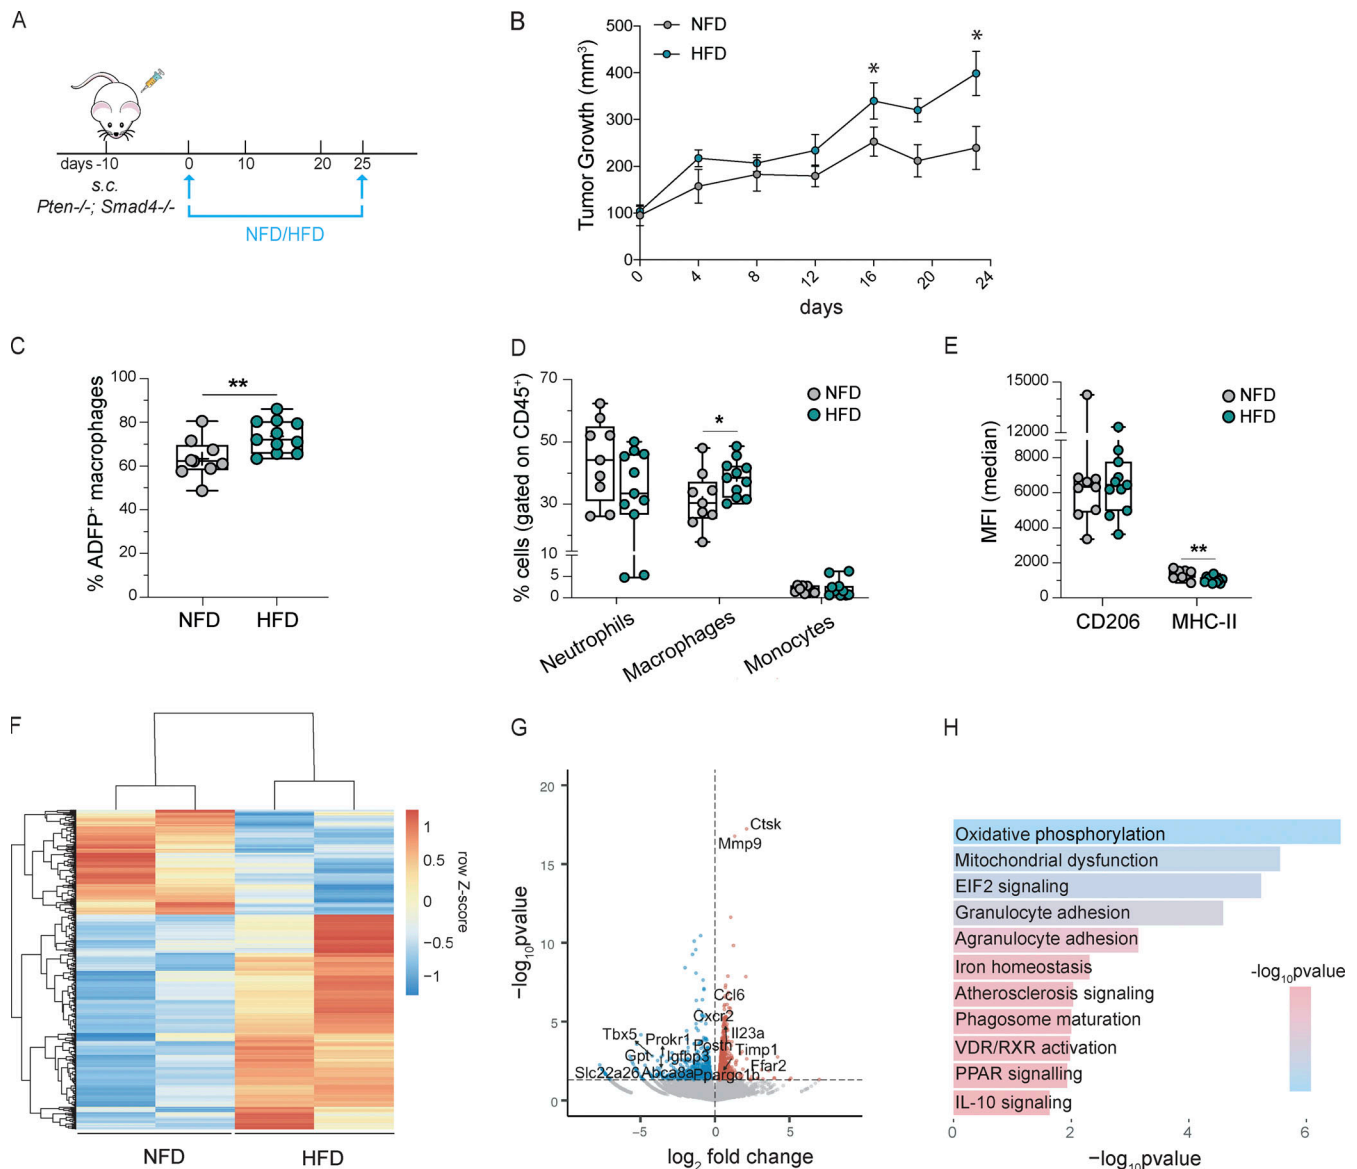 A
days -10 0 10 20 25
s.c.
Pten-/-; Smad4-/-
NFD/HFD
B
NFD
HFD
Tumor Growth (mm³)
500
400
300
200
100
0
* *
0 4 8 12 16 20 24
days
C
% ADFP⁺ macrophages
100
80
60
40
20
0
**
NFD HFD
D
% cells (gated on CD45⁺)
70
50
30
10
5
0
*
NFD
HFD
Neutrophils Macrophages Monocytes
E
MFI (median)
15000
12000
8000
6000
4000
2000
0
**
NFD
HFD
CD206 MHC-II
F
1
0.5
0
−0.5
−1
row Z-score
NFD HFD
G
−log₁₀pvalue
20
15
10
5
0
Ctsk
Mmp9
Ccl6
Cxcr2
Il23a
Tbx5 Prokr1 Postn Timp1
Gpt Igfbp3 Ffar2
Slc22a26 Abca8a Ppargc1b
−5 0 5
log₂ fold change
H
Oxidative phosphorylation
Mitochondrial dysfunction
EIF2 signaling
Granulocyte adhesion
Agranulocyte adhesion
Iron homeostasis
Atherosclerosis signaling
Phagosome maturation
VDR/RXR activation
PPAR signalling
IL-10 signaling
-log₁₀pvalue
0 2 4 6
−log₁₀pvalue